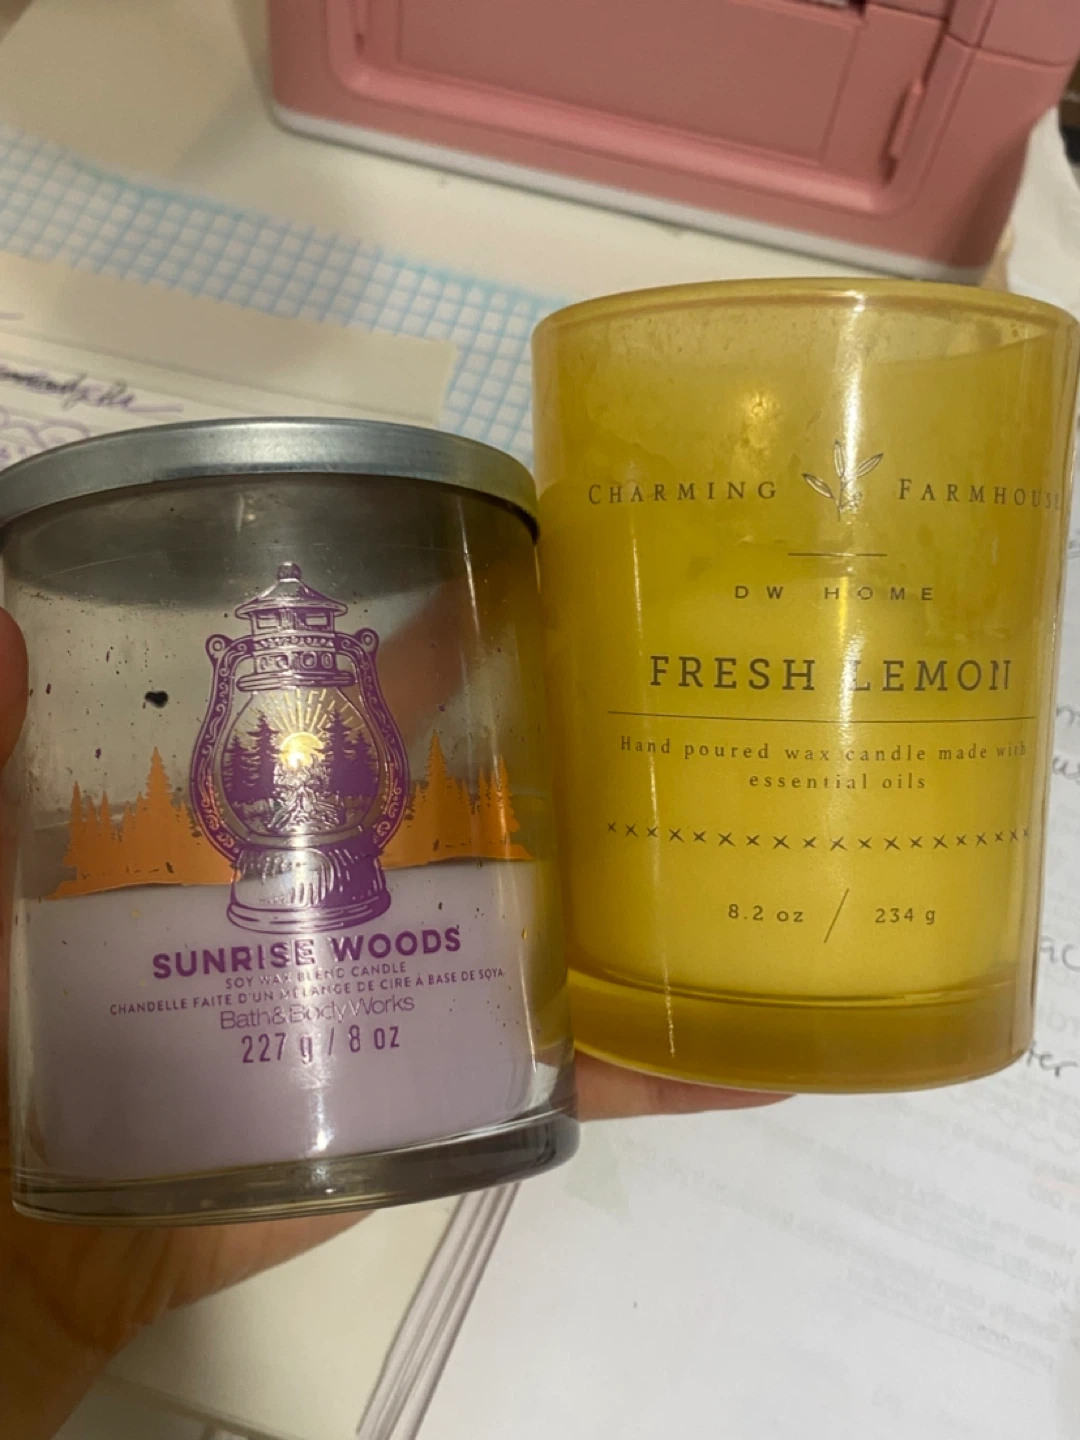 SUNRISE WOODS
SOY WAX BLEND CANDLE
CHANDELLE FAITE D'UN MÉLANGE DE CIRE À BASE DE SOYA
Bath&BodyWorks
227 g / 8 oz
CHARMING FARMHOUSE
DW HOME
FRESH LEMON
Hand poured wax candle made with
essential oils
8.2 oz / 234 g